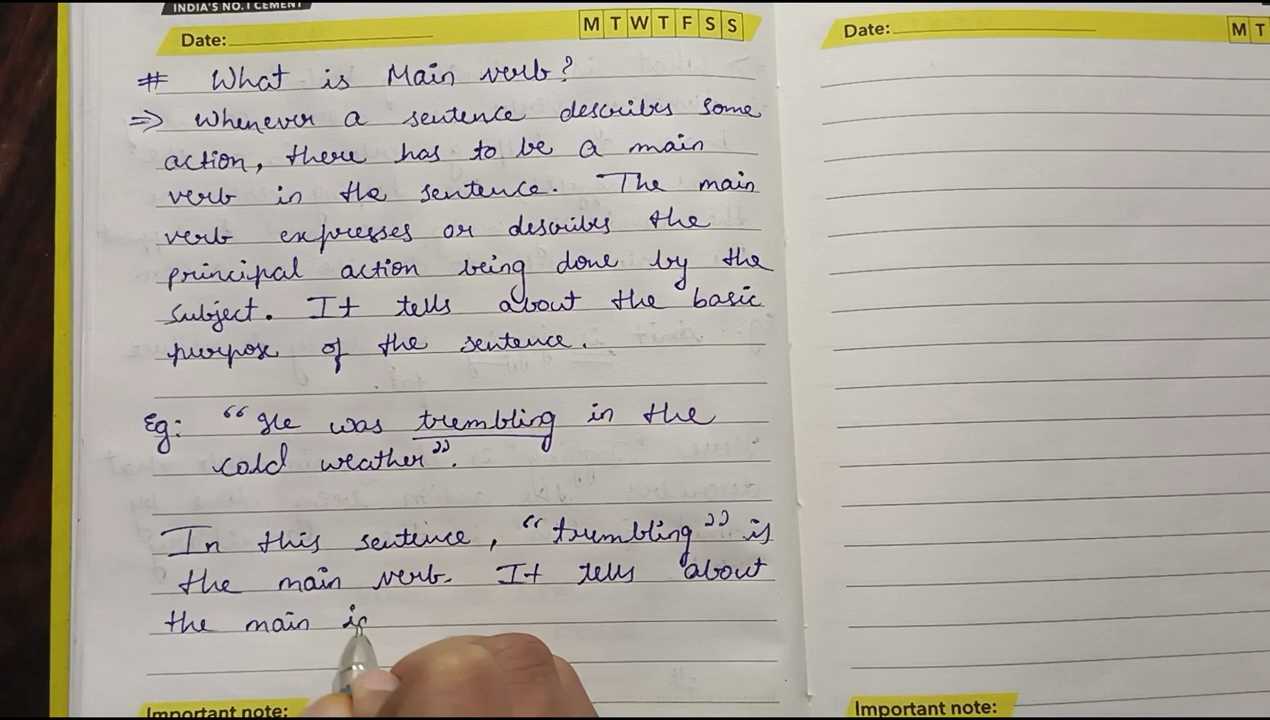 INDIA'S NO.1 CEMENT
Date:
M T W T F S S
# What is Main verb?
⇒ Whenever a sentence describes some
action, there has to be a main
verb in the sentence. The main
verb expresses or describes the
principal action being done by the
subject. It tells about the basic
purpose of the sentence.
Eg: "He was trembling in the
cold weather".
In this sentence, "trembling" is
the main verb. It tells about
the main
Important note:
Date:
M T
Important note: